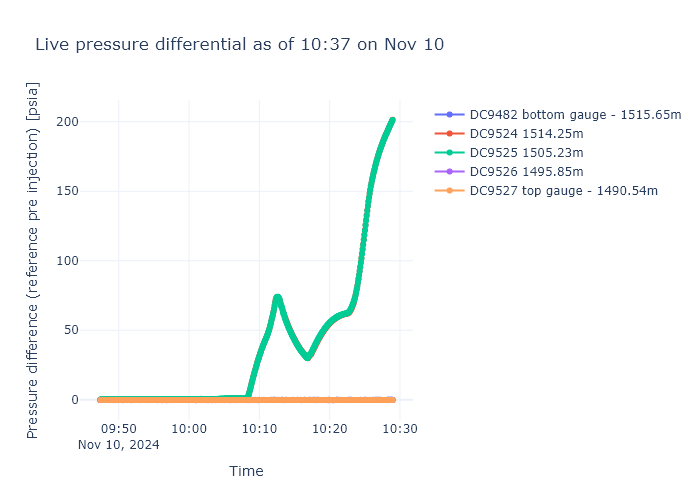 Live pressure differential as of 10:37 on Nov 10
Pressure difference (reference pre injection) [psia]
200
150
100
50
0
09:50
Nov 10, 2024
10:00
10:10
10:20
10:30
Time
DC9482 bottom gauge - 1515.65m
DC9524 1514.25m
DC9525 1505.23m
DC9526 1495.85m
DC9527 top gauge - 1490.54m